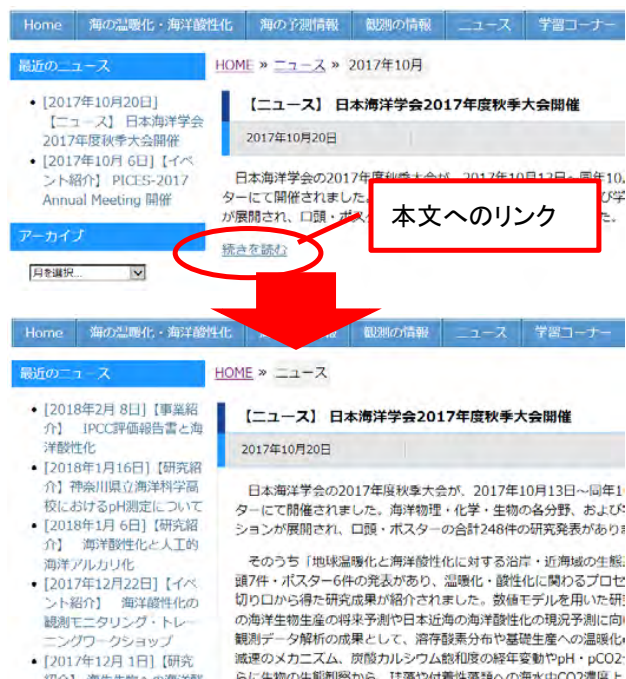 Home 海の温暖化・海洋酸性化 海の予測情報 観測の情報 ニュース 学習コーナー
最近のニュース
• [2017年10月20日]
【ニュース】 日本海洋学会
2017年度秋季大会開催
• [2017年10月 6日]【イベ
ント紹介】 PICES-2017
Annual Meeting 開催
アーカイブ
月を選択...
HOME » ニュース » 2017年10月
【ニュース】 日本海洋学会2017年度秋季大会開催
2017年10月20日
日本海洋学会の2017年度秋季大会が、2017年10月13日～同年10
ターにて開催されました。
が展開され、口頭・ポス
続きを読む
本文へのリンク
Home 海の温暖化・海洋酸性化 観測の情報 ニュース 学習コーナー
最近のニュース
• [2018年2月 8日]【事業紹
介】 IPCC評価報告書と海
洋酸性化
• [2018年1月16日]【研究紹
介】神奈川県立海洋科学高
校におけるpH測定について
• [2018年1月 6日]【研究紹
介】 海洋酸性化と人工的
海洋アルカリ化
• [2017年12月22日]【イベ
ント紹介】 海洋酸性化の
観測モニタリング・トレー
ニングワークショップ
• [2017年12月 1日]【研究
HOME » ニュース
【ニュース】 日本海洋学会2017年度秋季大会開催
2017年10月20日
日本海洋学会の2017年度秋季大会が、2017年10月13日～同年1
ターにて開催されました。海洋物理・化学・生物の各分野、および
ションが展開され、口頭・ポスターの合計248件の研究発表があり
そのうち「地球温暖化と海洋酸性化に対する沿岸・近海域の生態
頭7件・ポスター6件の発表があり、温暖化・酸性化に関わるプロセ
切り口から得た研究成果が紹介されました。数値モデルを用いた研
の海洋生物生産の将来予測や日本近海の海洋酸性化の現況予測に向
観測データ解析の成果として、溶存酸素分布や基礎生産への温暖化
減速のメカニズム、炭酸カルシウム飽和度の経年変動やpH・pCO2